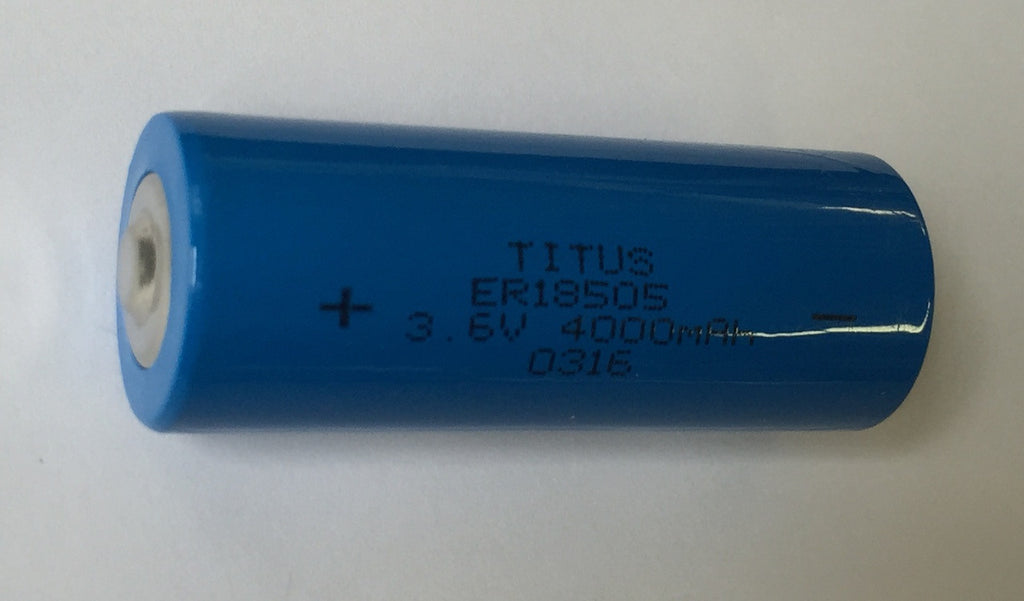 TITUS
ER18505
+ 3.6V 4000mAH -
0316